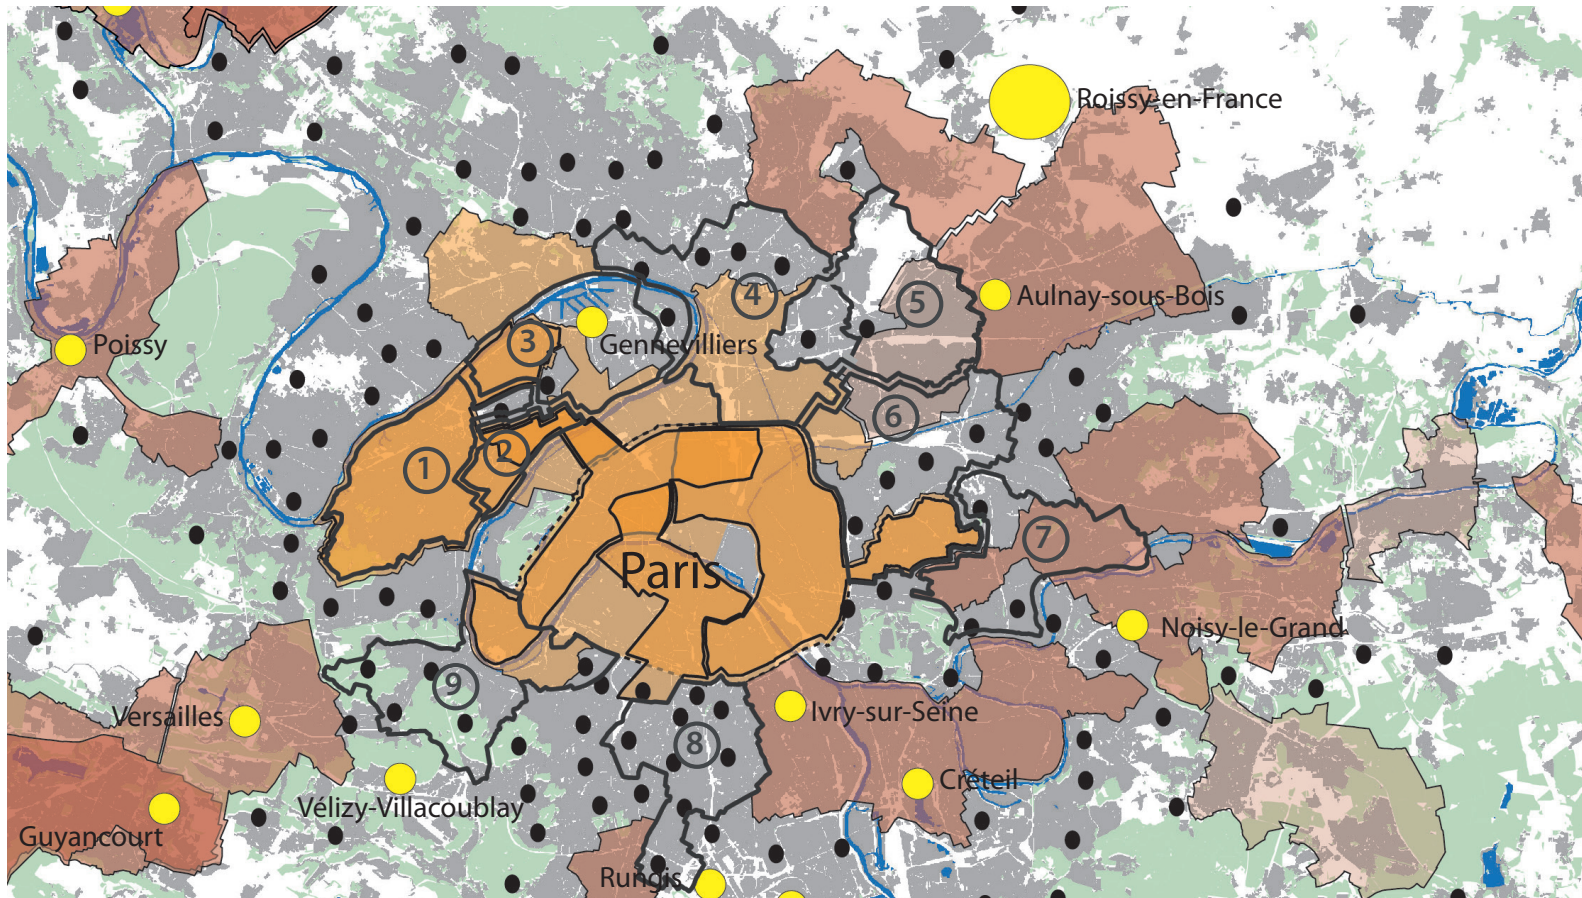 Roissy-en-France
5
4
Aulnay-sous-Bois
3
Gennevilliers
Poissy
6
2
1
7
Paris
Noisy-le-Grand
9
Versailles
Ivry-sur-Seine
8
Créteil
Vélizy-Villacoublay
Guyancourt
Rungis